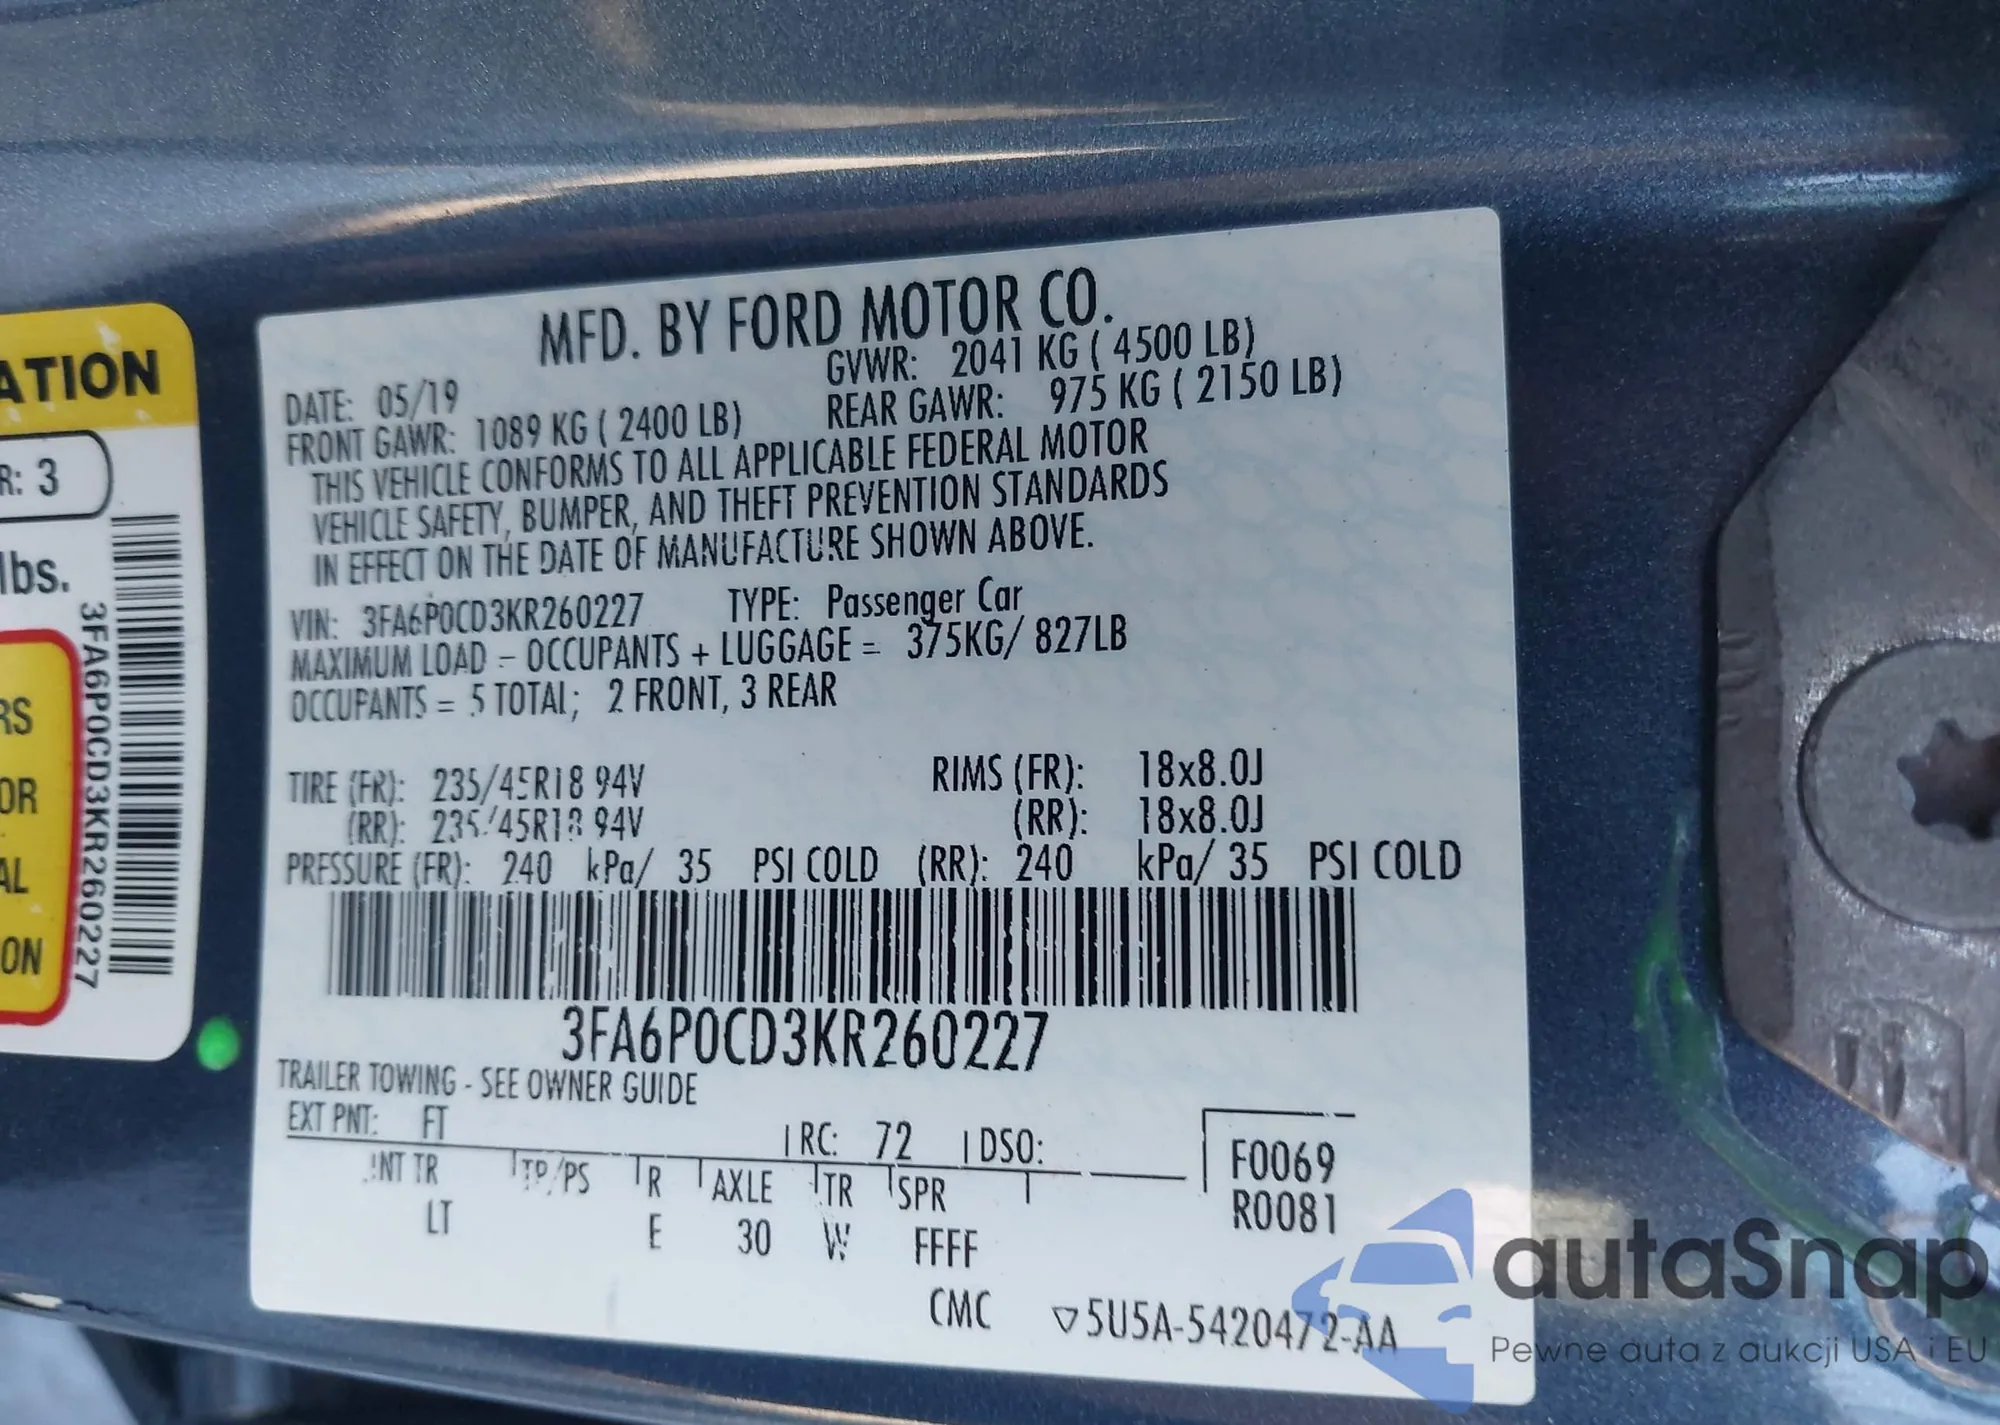 ATION
R: 3
lbs.
RS
OR
AL
ON
3FA6P0CD3KR260227
MFD. BY FORD MOTOR CO.
DATE: 05/19 GVWR: 2041 KG ( 4500 LB)
FRONT GAWR: 1089 KG ( 2400 LB) REAR GAWR: 975 KG ( 2150 LB)
THIS VEHICLE CONFORMS TO ALL APPLICABLE FEDERAL MOTOR
VEHICLE SAFETY, BUMPER, AND THEFT PREVENTION STANDARDS
IN EFFECT ON THE DATE OF MANUFACTURE SHOWN ABOVE.
VIN: 3FA6P0CD3KR260227 TYPE: Passenger Car
MAXIMUM LOAD - OCCUPANTS + LUGGAGE = 375KG/ 827LB
OCCUPANTS = 5 TOTAL; 2 FRONT, 3 REAR
TIRE (FR): 235/45R18 94V RIMS (FR): 18x8.0J
(RR): 235/45R18 94V (RR): 18x8.0J
PRESSURE (FR): 240 kPa/ 35 PSI COLD (RR): 240 kPa/ 35 PSI COLD
3FA6P0CD3KR260227
TRAILER TOWING - SEE OWNER GUIDE
EXT PNT: FT RC: 72 DSO: F0069
INT TR TP/PS R AXLE TR SPR R0081
LT E 30 W FFFF
CMC ▽5U5A-5420472-AA
autaSnap
Pewne auta z aukcji USA i EU